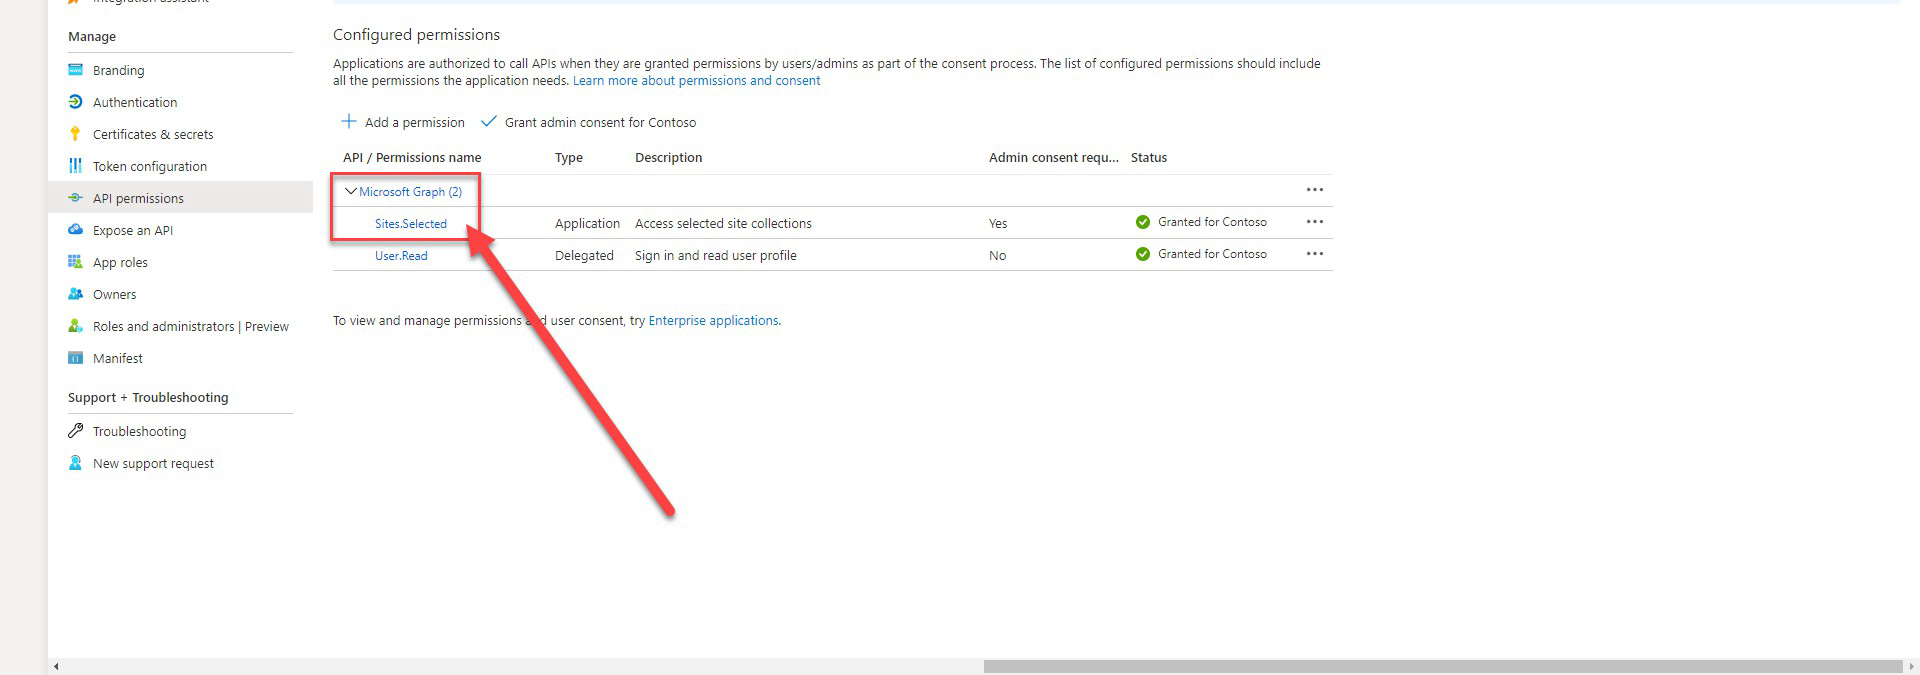 Integration assistant
Manage
Branding
Authentication
Certificates & secrets
Token configuration
API permissions
Expose an API
App roles
Owners
Roles and administrators | Preview
Manifest
Support + Troubleshooting
Troubleshooting
New support request
Configured permissions
Applications are authorized to call APIs when they are granted permissions by users/admins as part of the consent process. The list of configured permissions should include
all the permissions the application needs. Learn more about permissions and consent
Add a permission Grant admin consent for Contoso
API / Permissions name Type Description Admin consent requ... Status
Microsoft Graph (2)
Sites.Selected Application Access selected site collections Yes Granted for Contoso
User.Read Delegated Sign in and read user profile No Granted for Contoso
To view and manage permissions and user consent, try Enterprise applications.